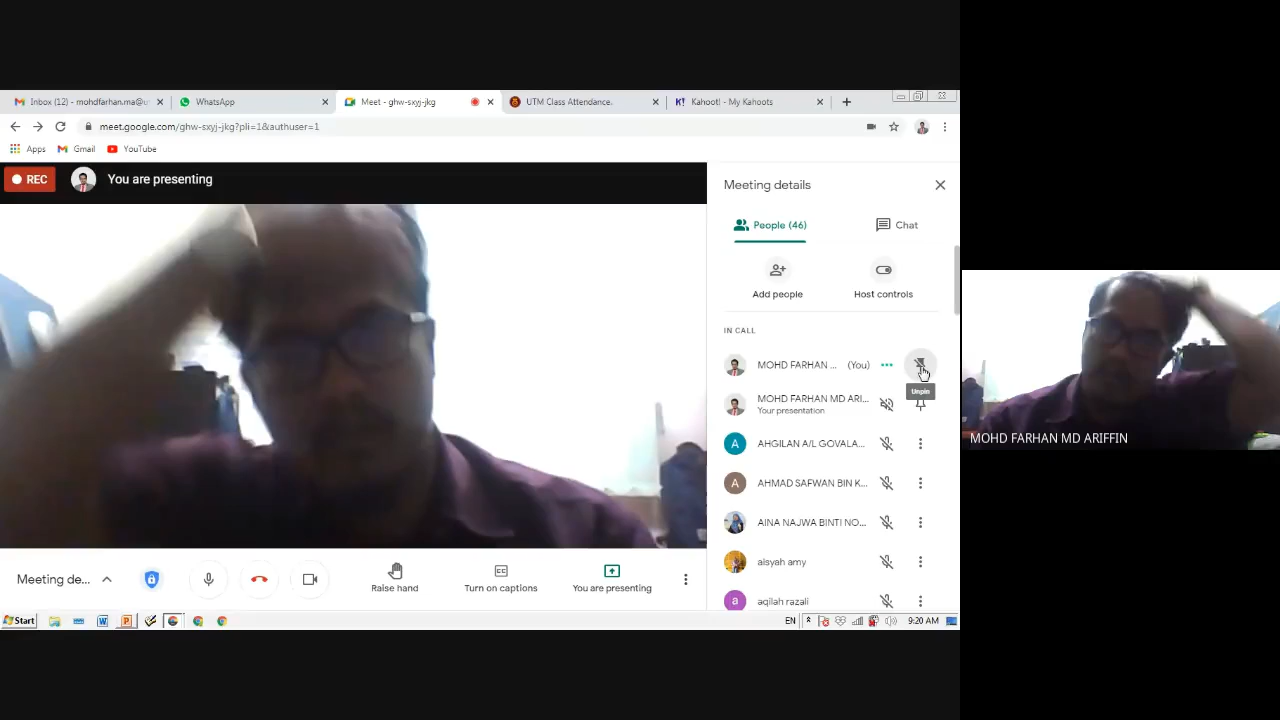 Inbox (12) - mohdfarhan.ma@u
WhatsApp
Meet - ghw-sxyj-jkg
UTM Class Attendance.
K! Kahoot! - My Kahoots
meet.google.com/ghw-sxyj-jkg?pli=1&authuser=1
Apps
Gmail
YouTube
REC
You are presenting
Meeting details
People (46)
Chat
Add people
Host controls
IN CALL
MOHD FARHAN ... (You)
Unpin
MOHD FARHAN MD ARI...
Your presentation
A AHGILAN A/L GOVALA...
A AHMAD SAFWAN BIN K...
AINA NAJWA BINTI NO...
aisyah amy
a aqilah razali
Meeting de...
Raise hand
CC
Turn on captions
You are presenting
Start
EN
9:20 AM
MOHD FARHAN MD ARIFFIN